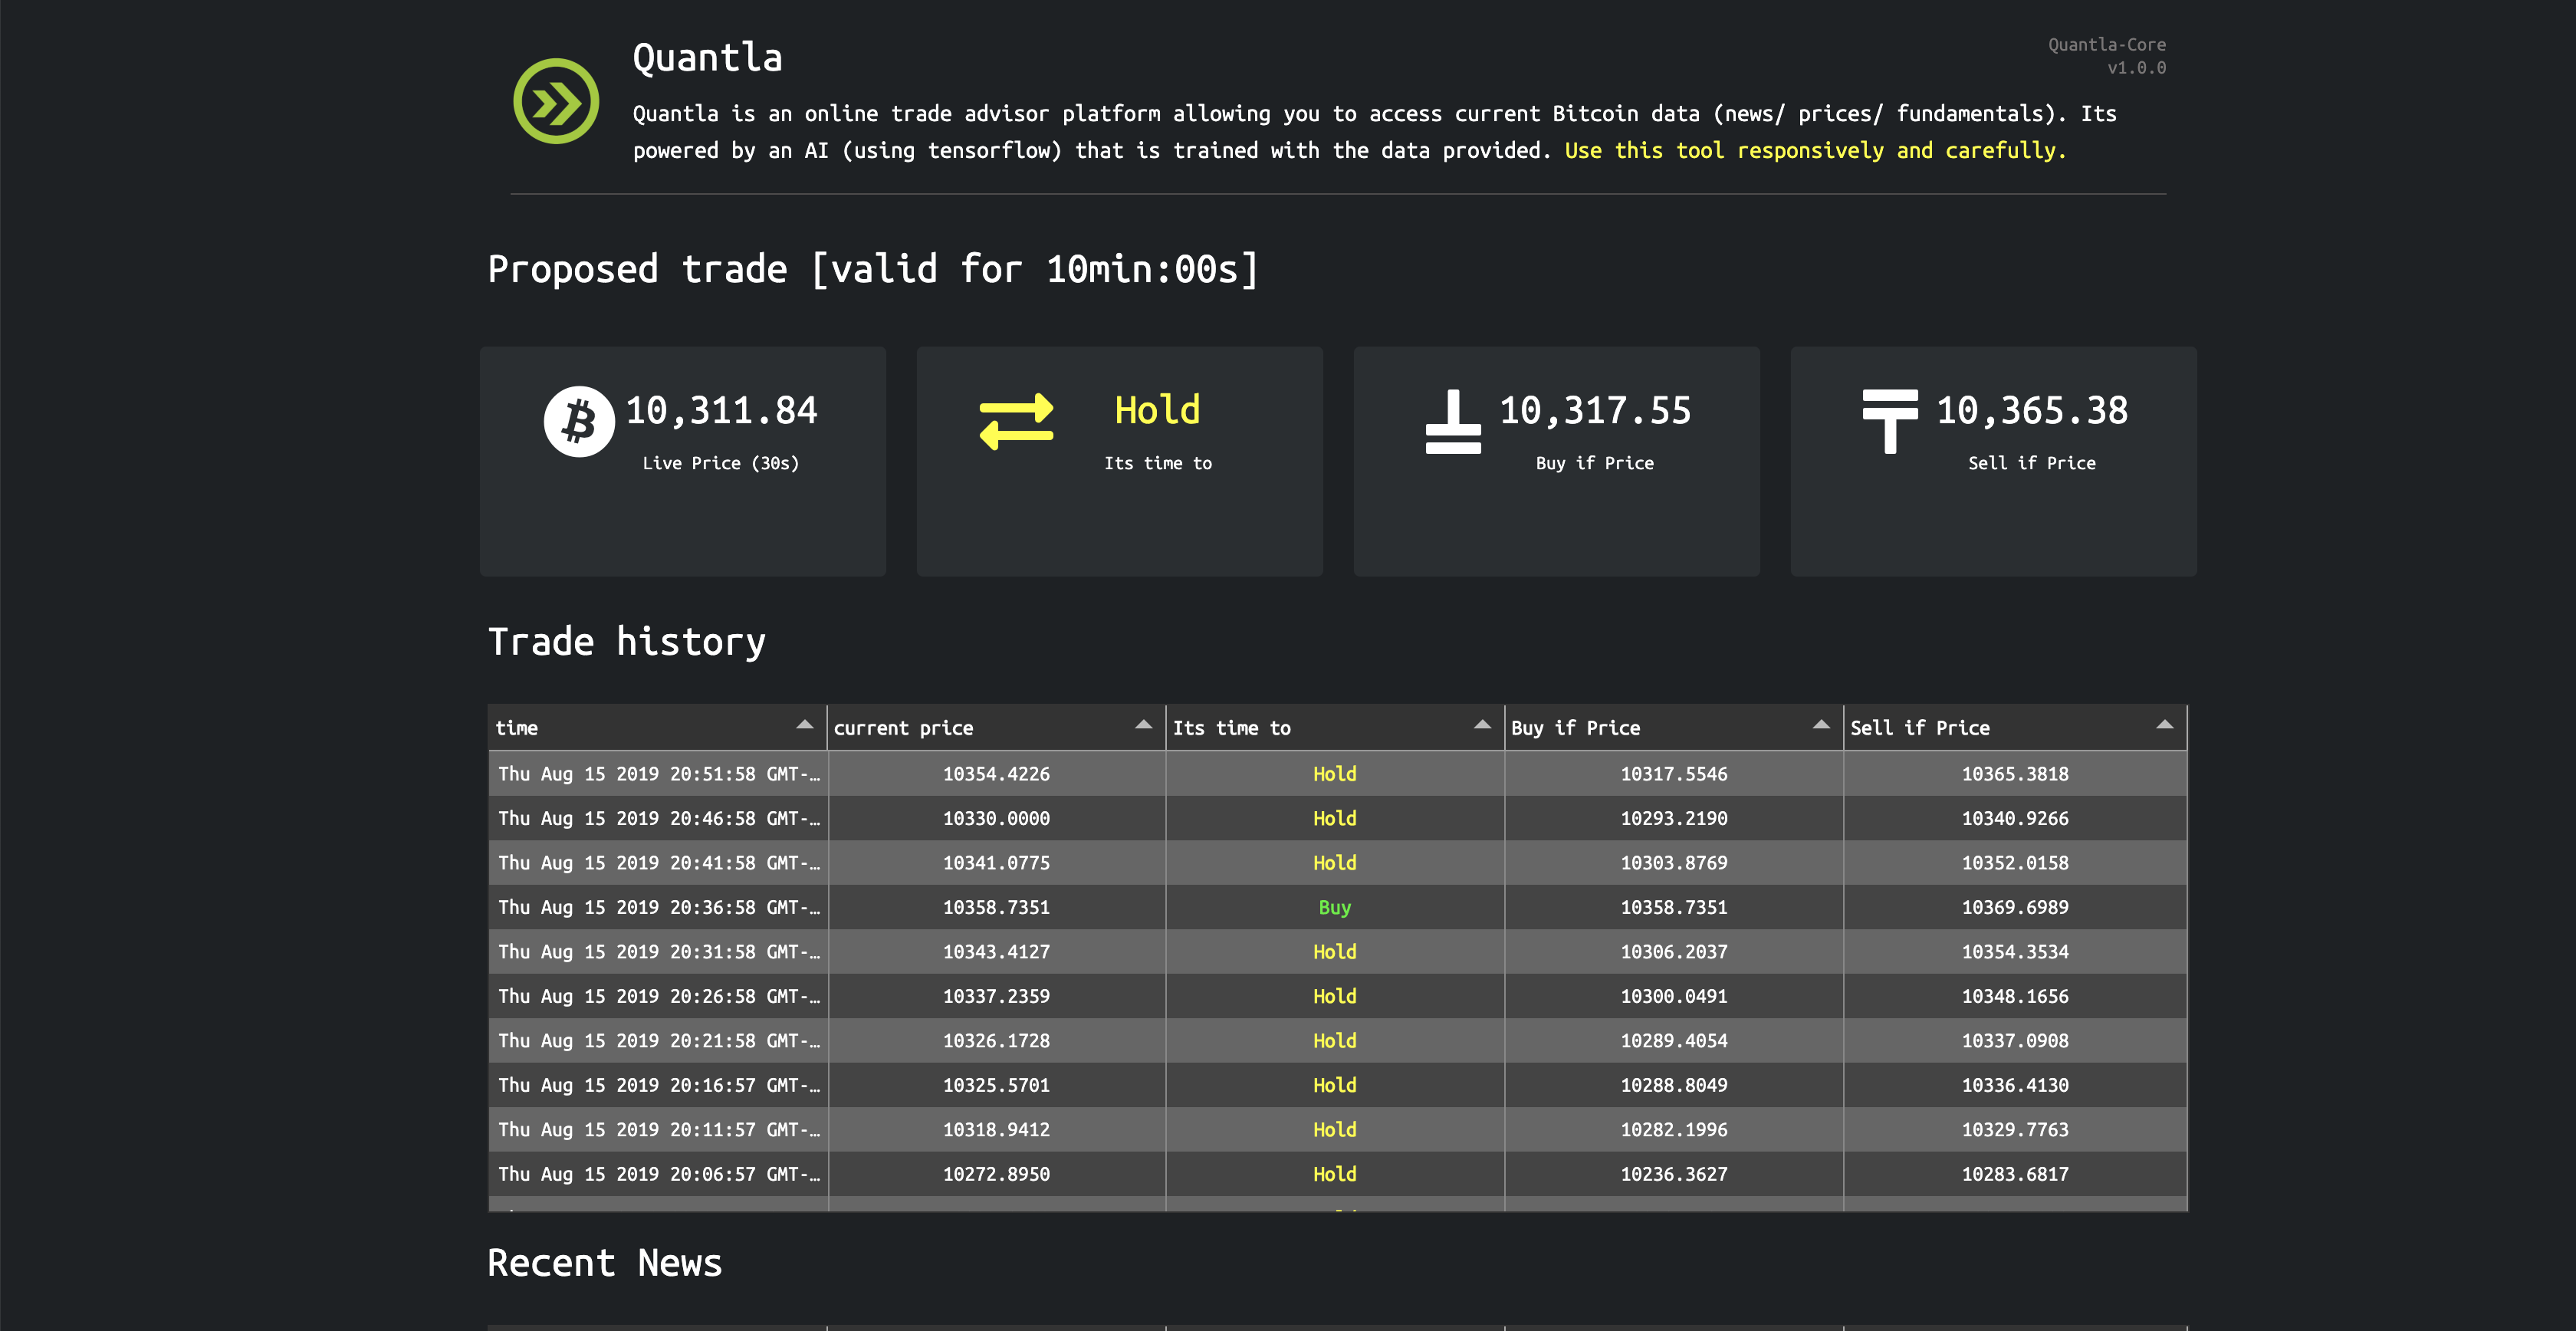 Quantla
Quantla-Core
v1.0.0
Quantla is an online trade advisor platform allowing you to access current Bitcoin data (news/ prices/ fundamentals). Its
powered by an AI (using tensorflow) that is trained with the data provided. Use this tool responsively and carefully.
Proposed trade [valid for 10min:00s]
10,311.84
Live Price (30s)
Hold
Its time to
10,317.55
Buy if Price
10,365.38
Sell if Price
Trade history
time current price Its time to Buy if Price Sell if Price
Thu Aug 15 2019 20:51:58 GMT-… 10354.4226 Hold 10317.5546 10365.3818
Thu Aug 15 2019 20:46:58 GMT-… 10330.0000 Hold 10293.2190 10340.9266
Thu Aug 15 2019 20:41:58 GMT-… 10341.0775 Hold 10303.8769 10352.0158
Thu Aug 15 2019 20:36:58 GMT-… 10358.7351 Buy 10358.7351 10369.6989
Thu Aug 15 2019 20:31:58 GMT-… 10343.4127 Hold 10306.2037 10354.3534
Thu Aug 15 2019 20:26:58 GMT-… 10337.2359 Hold 10300.0491 10348.1656
Thu Aug 15 2019 20:21:58 GMT-… 10326.1728 Hold 10289.4054 10337.0908
Thu Aug 15 2019 20:16:57 GMT-… 10325.5701 Hold 10288.8049 10336.4130
Thu Aug 15 2019 20:11:57 GMT-… 10318.9412 Hold 10282.1996 10329.7763
Thu Aug 15 2019 20:06:57 GMT-… 10272.8950 Hold 10236.3627 10283.6817
Recent News